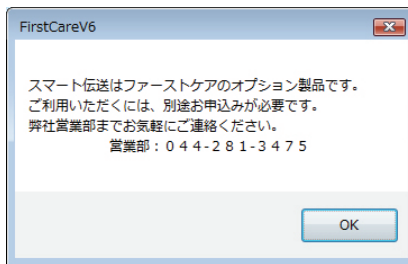 FirstCareV6
スマート伝送はファーストケアのオプション製品です。
ご利用いただくには、別途お申込みが必要です。
弊社営業部までお気軽にご連絡ください。
営業部：０４４-２８１-３４７５
OK